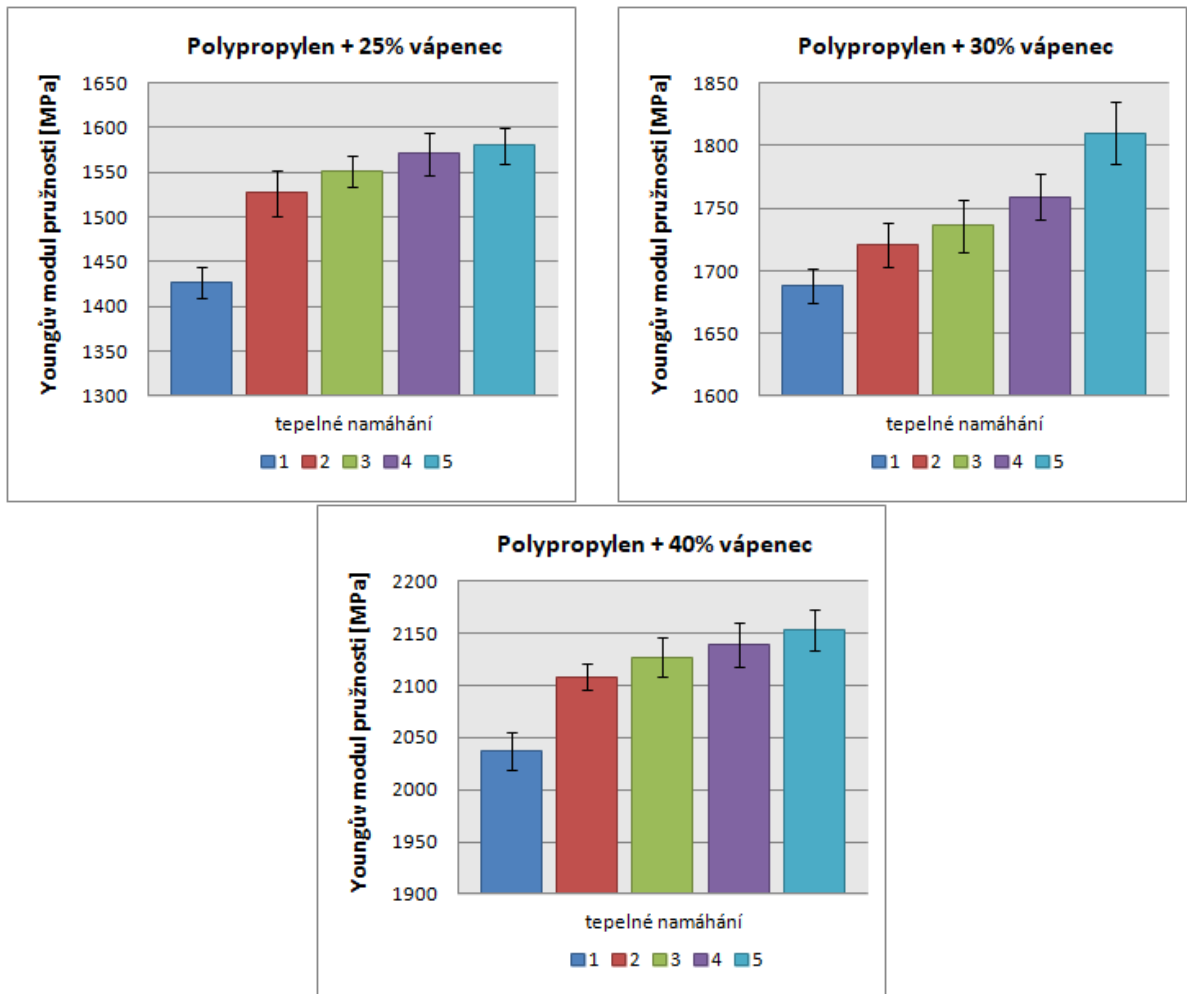 Polypropylen + 25% vápenec
Youngův modul pružnosti [MPa]
1650
1600
1550
1500
1450
1400
1350
1300
tepelné namáhání
1 2 3 4 5
Polypropylen + 30% vápenec
Youngův modul pružnosti [MPa]
1850
1800
1750
1700
1650
1600
tepelné namáhání
1 2 3 4 5
Polypropylen + 40% vápenec
Youngův modul pružnosti [MPa]
2200
2150
2100
2050
2000
1950
1900
tepelné namáhání
1 2 3 4 5